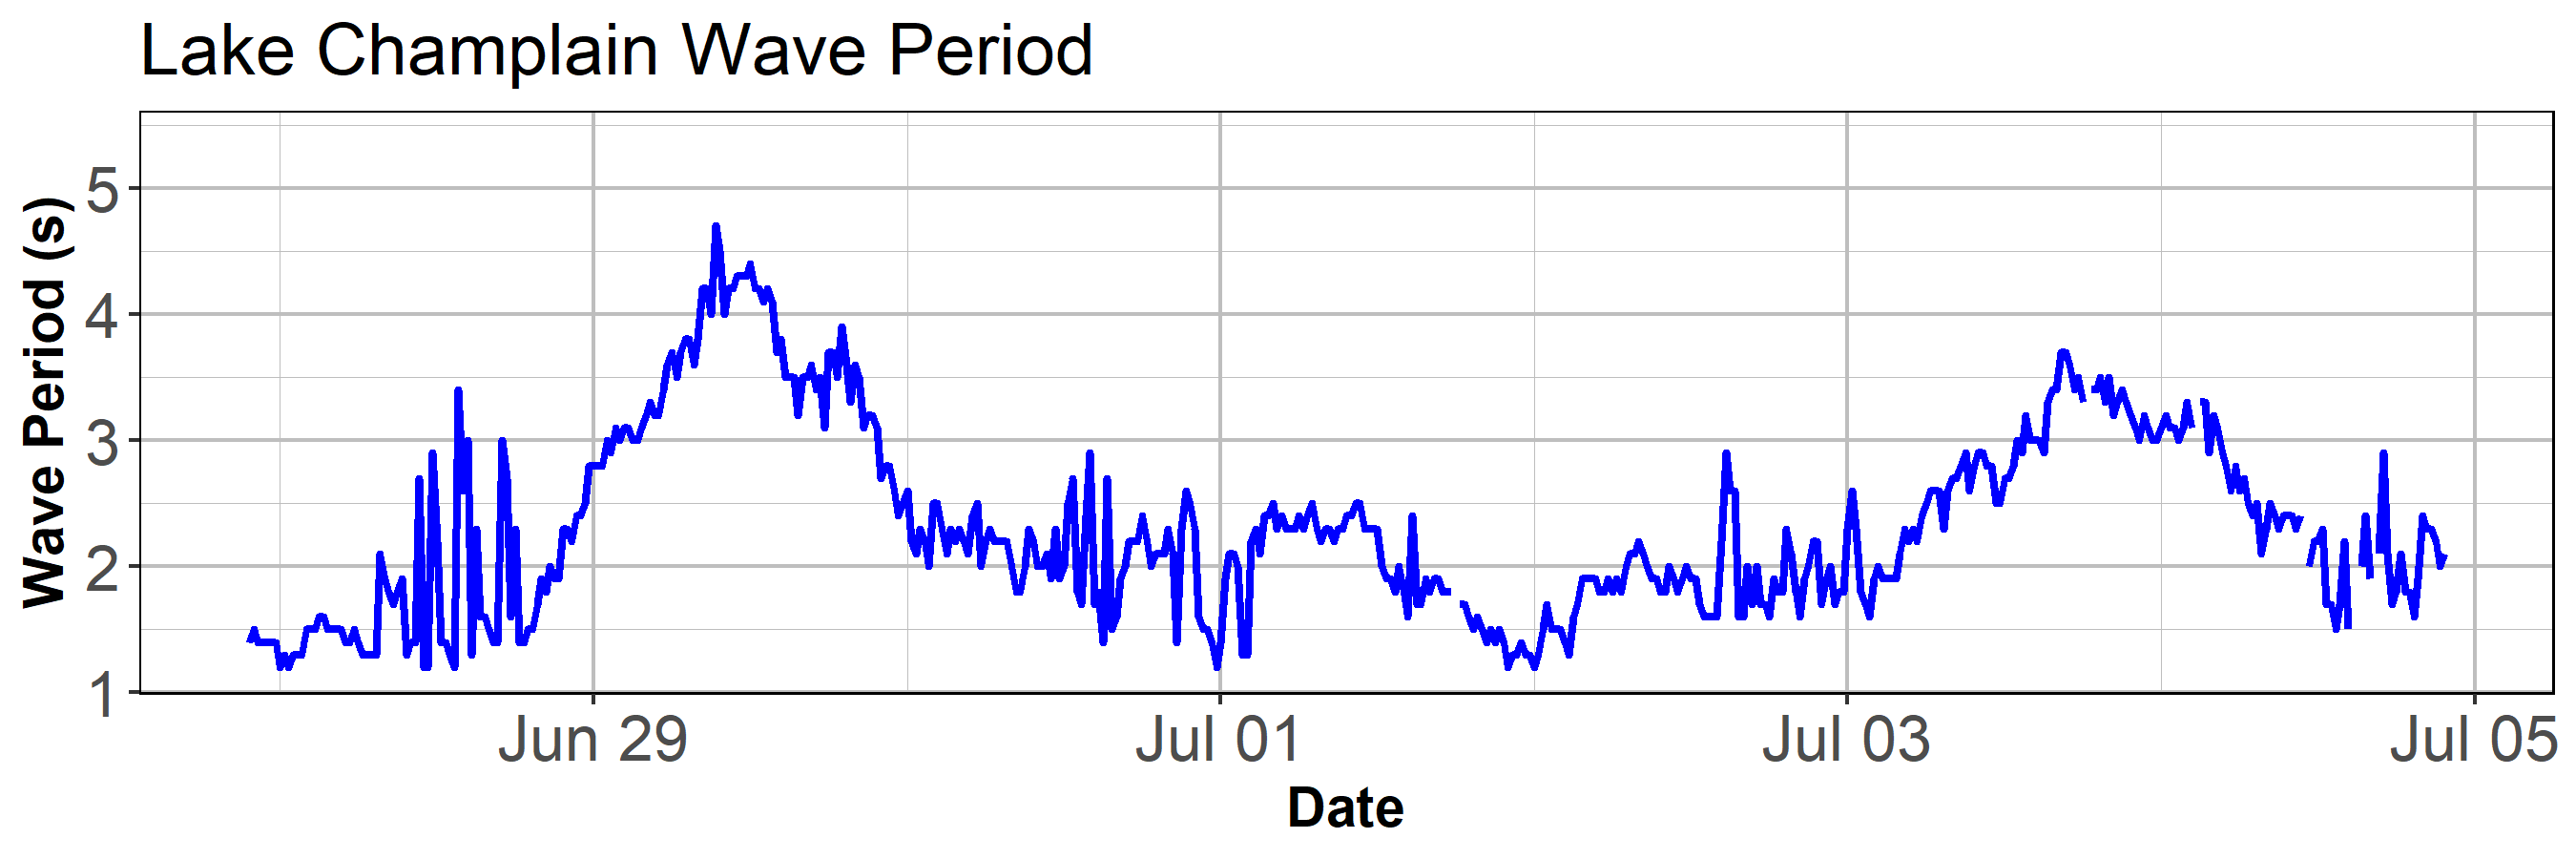 Lake Champlain Wave Period
Wave Period (s)
5
4
3
2
1
Jun 29
Jul 01
Jul 03
Jul 05
Date